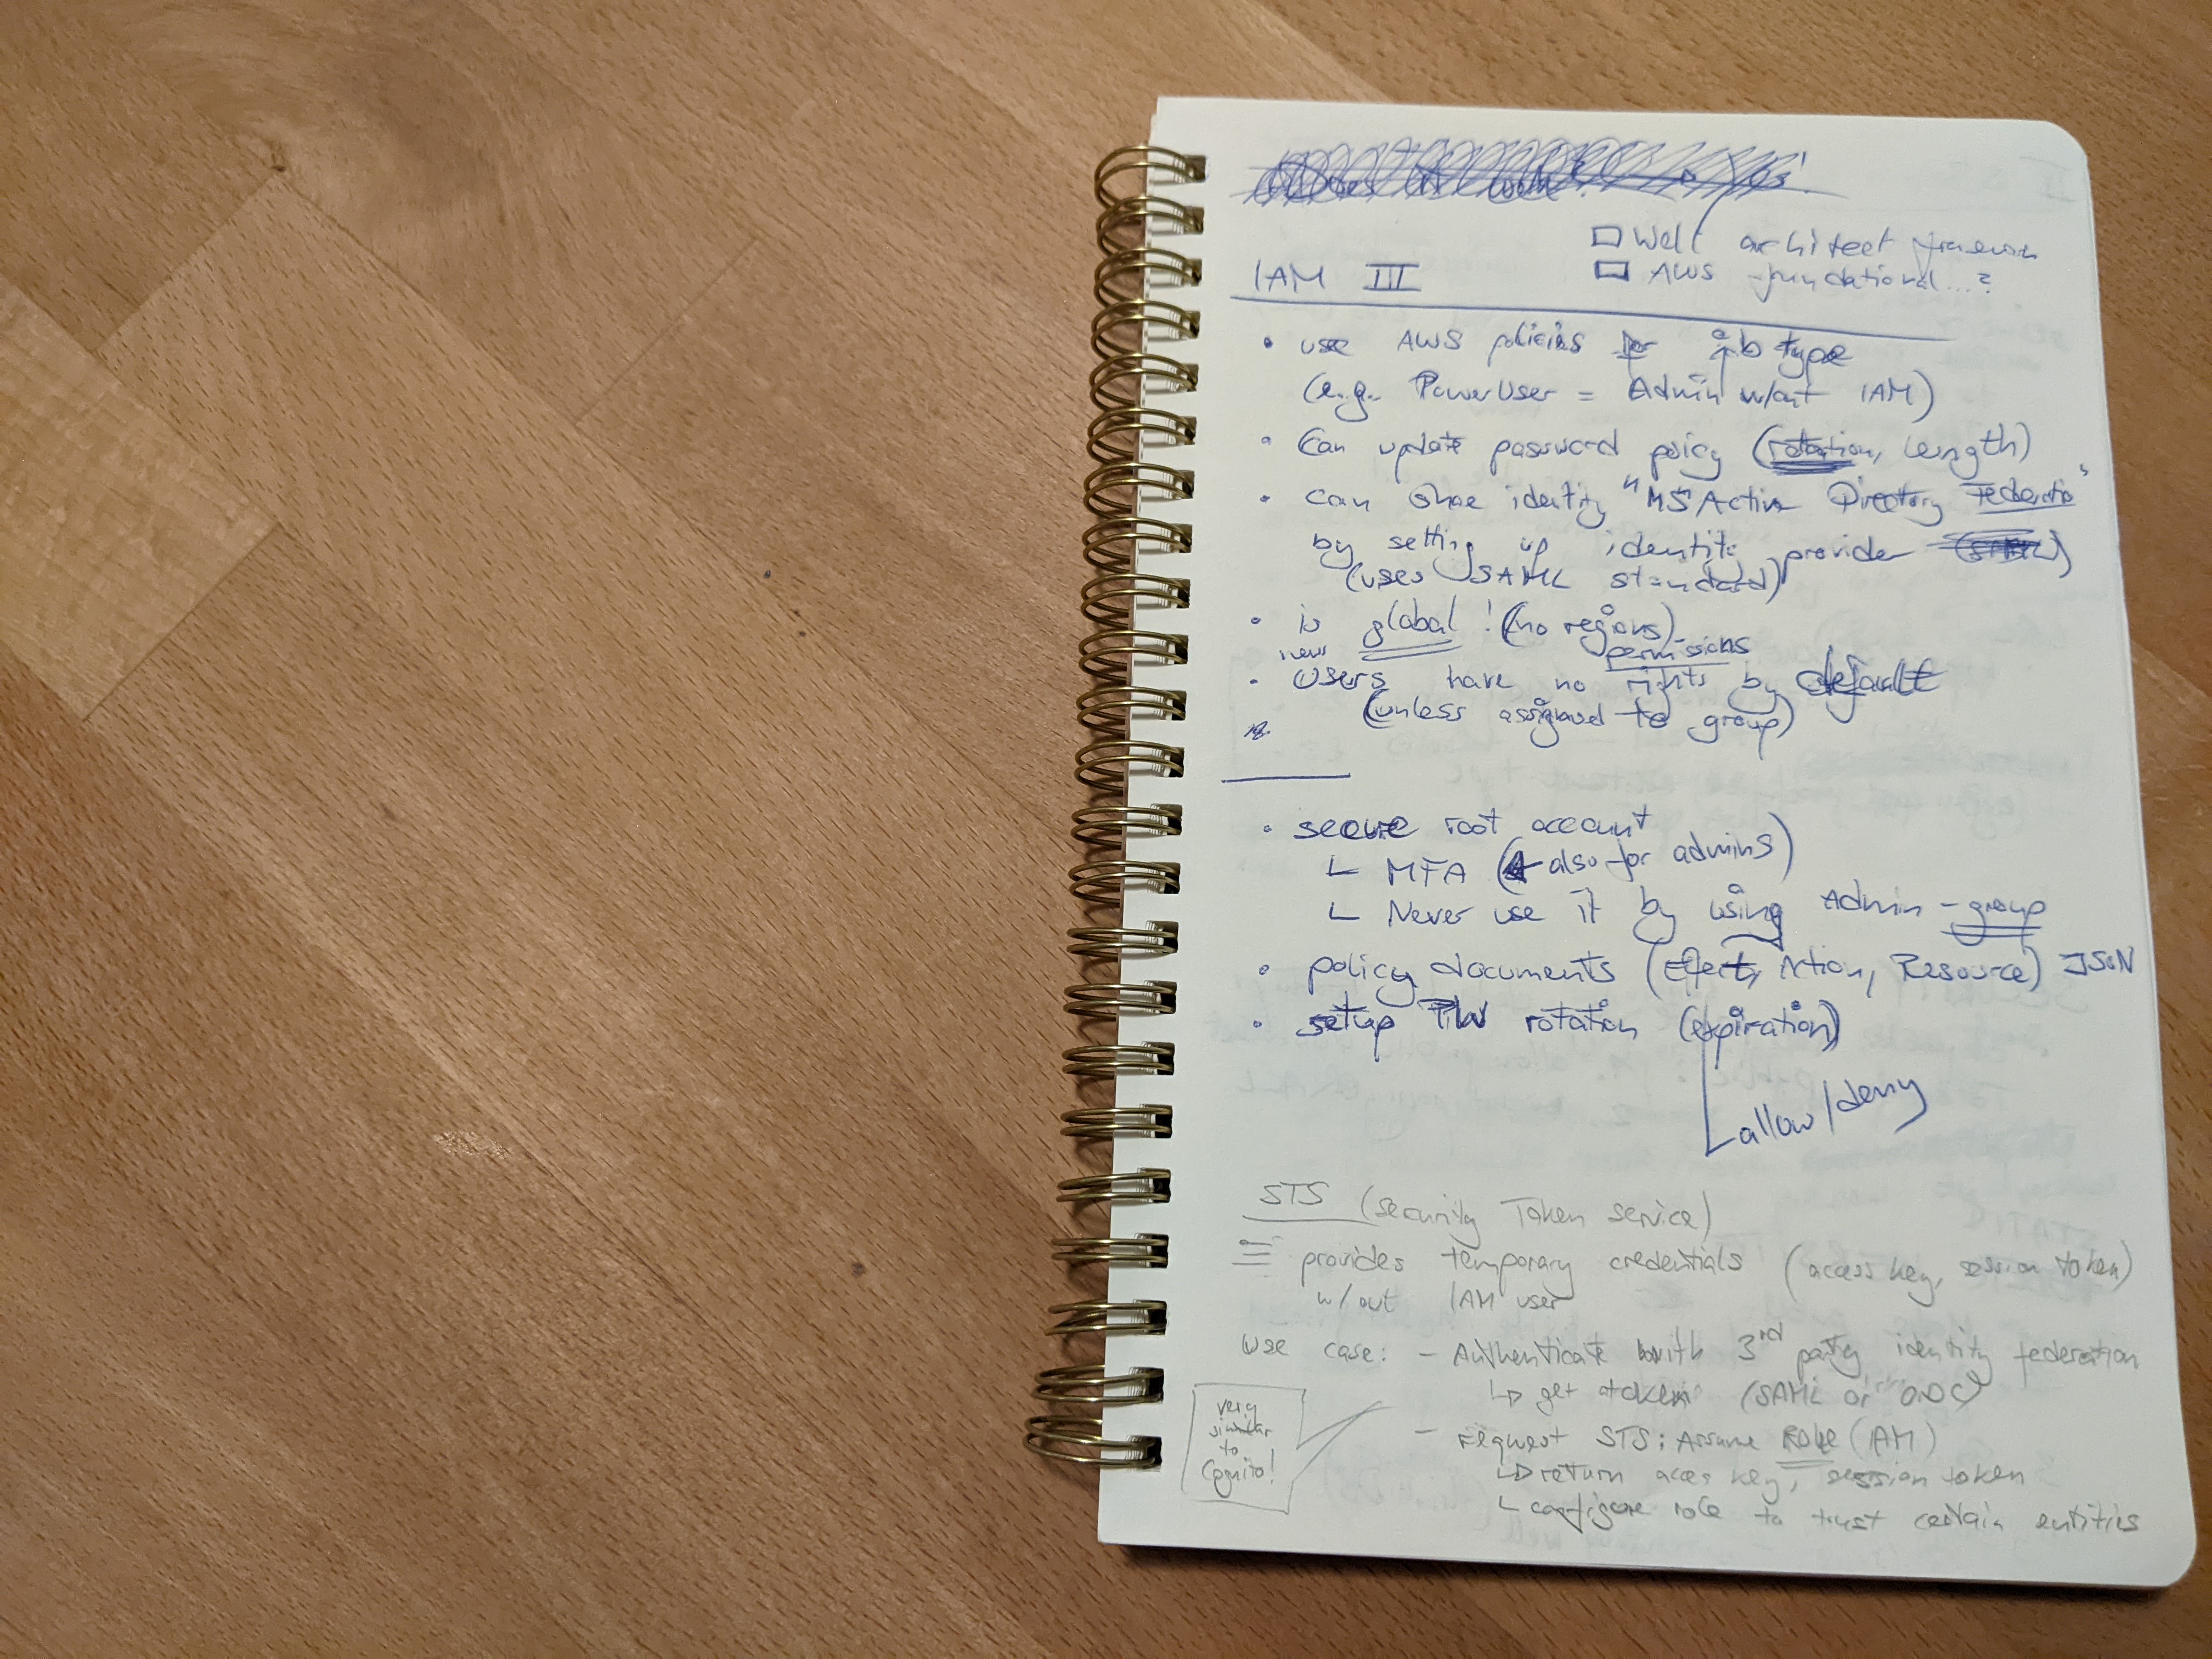 ☐ Well architect framework
IAM III
☐ AWS foundational...?
• use AWS policies for job type
(e.g. PowerUser = Admin w/out IAM)
• Can update password policy (rotation, length)
• can share identity "MS Active Directory Federation"
by setting up identity provider
(uses SAML standard)
• is global! (no regions)
permissions
new
• users have no rights by default
(unless assigned to group)
• secure root account
└ MFA (also for admins)
└ Never use it by using Admin-group
• policy documents (Effect, Action, Resource) JSON
• setup PW rotation (expiration)
allow/deny
STS (security Token service)
= provides temporary credentials (access key, session token)
w/out IAM user
use case: - Authenticate with 3rd party identity federation
↳ get token (SAML or OIDC)
- request STS: Assume Role (IAM)
↳ return acces key, session token
└ configure role to trust certain entities
very
similar
to
Cognito!